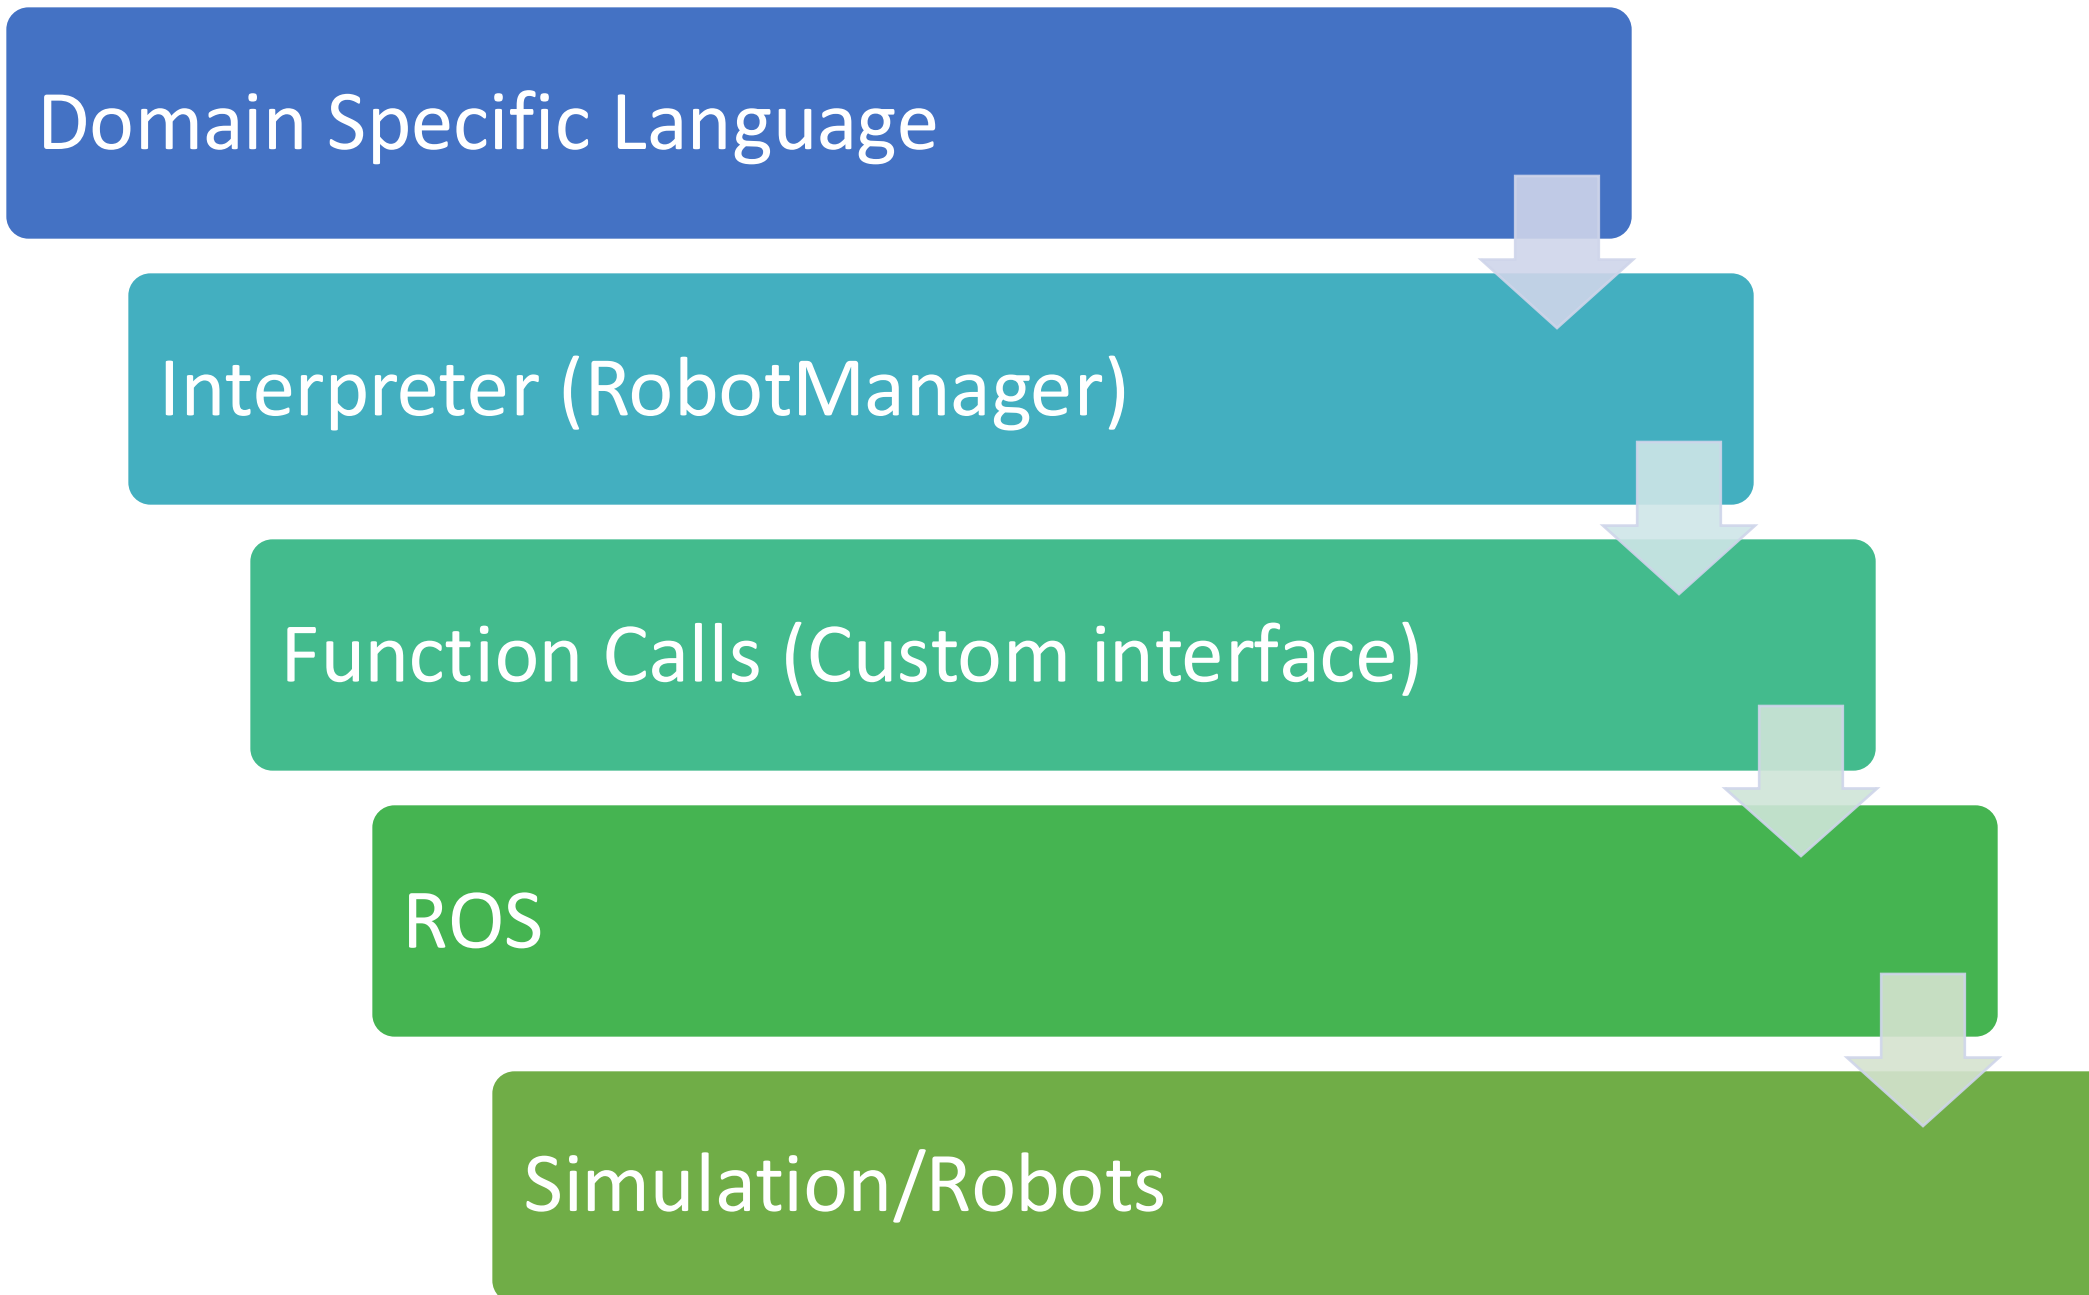 Domain Specific Language
Interpreter (RobotManager)
Function Calls (Custom interface)
ROS
Simulation/Robots